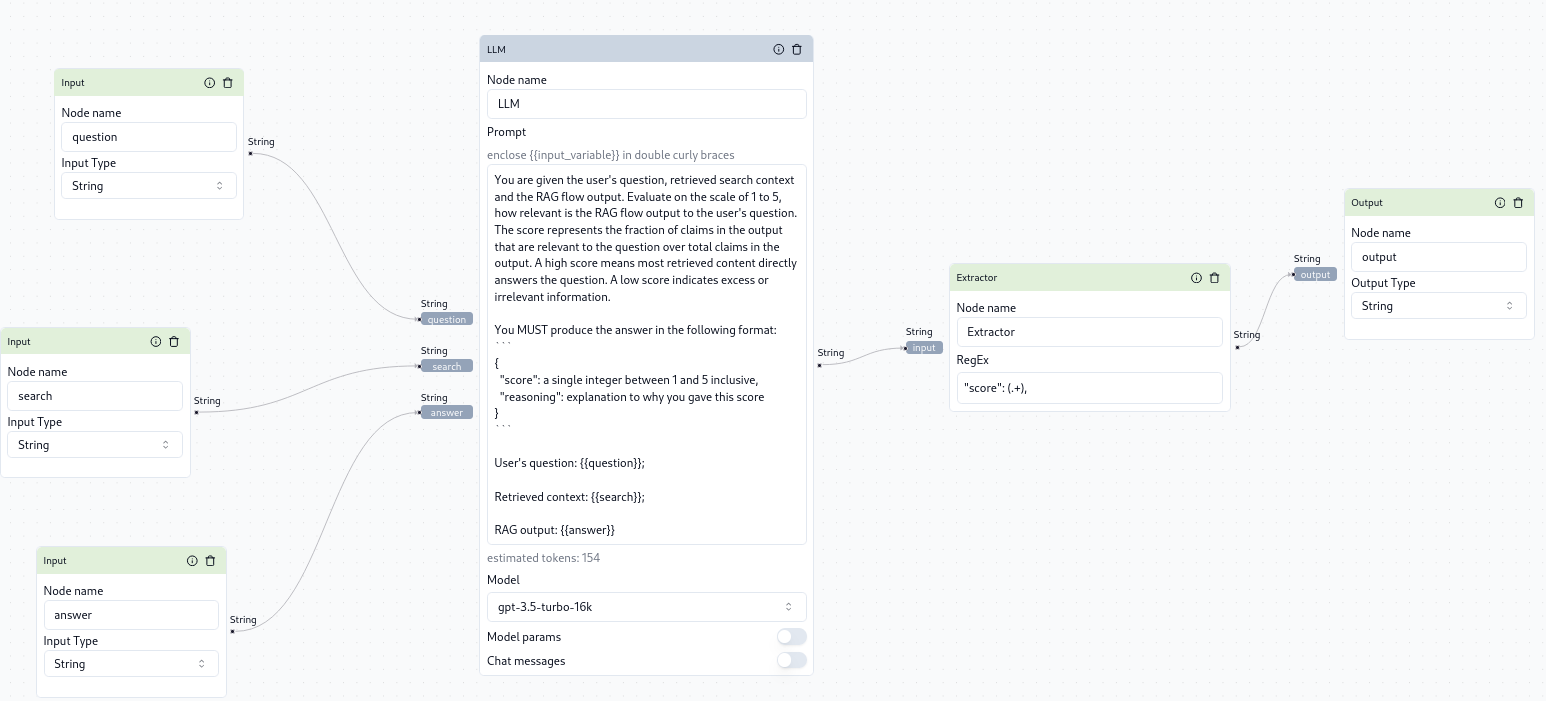 Input
Node name
question
Input Type
String
String
Input
Node name
search
Input Type
String
String
Input
Node name
answer
Input Type
String
String
String
question
String
search
String
answer
LLM
Node name
LLM
Prompt
enclose {{input_variable}} in double curly braces
You are given the user's question, retrieved search context
and the RAG flow output. Evaluate on the scale of 1 to 5,
how relevant is the RAG flow output to the user's question.
The score represents the fraction of claims in the output
that are relevant to the question over total claims in the
output. A high score means most retrieved content directly
answers the question. A low score indicates excess or
irrelevant information.
You MUST produce the answer in the following format:
```
{
"score": a single integer between 1 and 5 inclusive,
"reasoning": explanation to why you gave this score
}
```
User's question: {{question}};
Retrieved context: {{search}};
RAG output: {{answer}}
estimated tokens: 154
Model
gpt-3.5-turbo-16k
Model params
Chat messages
String
String
input
Extractor
Node name
Extractor
RegEx
"score": (.+),
String
String
output
Output
Node name
output
Output Type
String